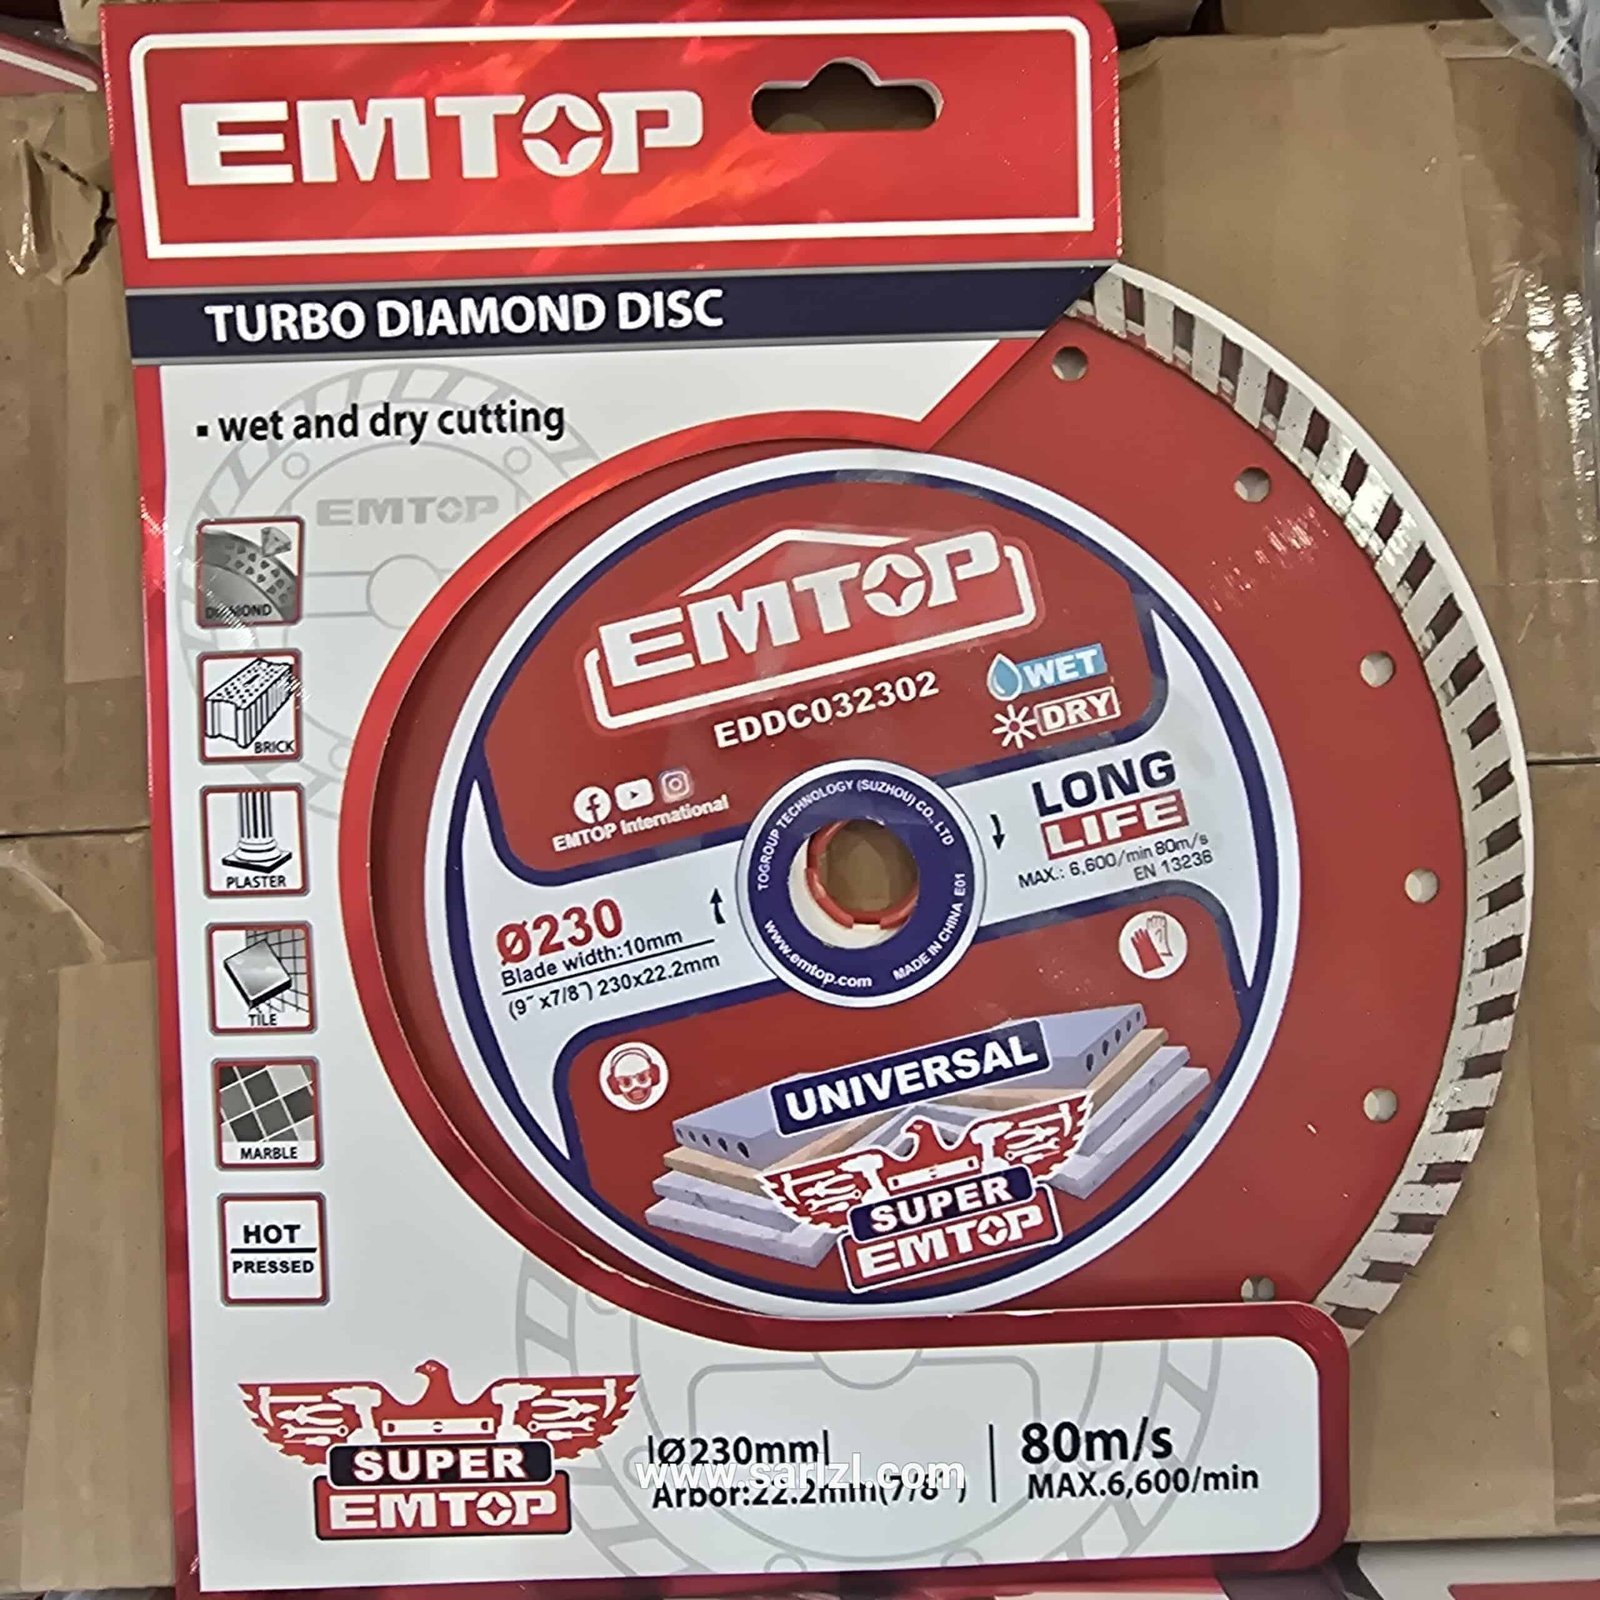 EMTOP
TURBO DIAMOND DISC
▪ wet and dry cutting
EMTOP
DIAMOND
BRICK
PLASTER
TILE
MARBLE
HOT
PRESSED
EMTOP
EDDC032302
WET
DRY
EMTOP International
LONG
LIFE
MAX.: 6,600/min 80m/s
EN 13236
TOGROUP TECHNOLOGY (SUZHOU) CO., LTD
www.emtop.com
MADE IN CHINA E01
Ø230
Blade width:10mm
(9" x7/8") 230x22.2mm
UNIVERSAL
SUPER
EMTOP
SUPER
EMTOP
Ø230mm
Arbor:22.2mm(7/8")
80m/s
MAX.6,600/min
www.sarlzl.com